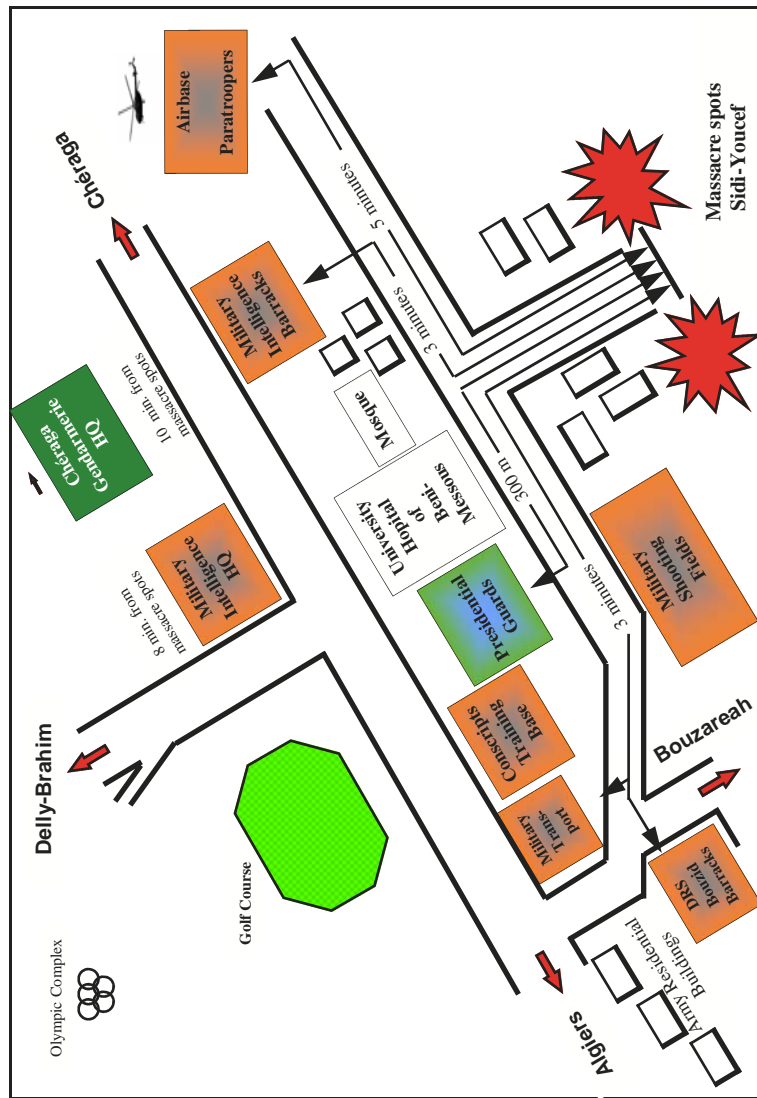 Massacre spots
Sidi-Youcef
Airbase
Paratroopers
Chéraga
5 minutes
3 minutes
Military
Intelligence
Barracks
Mosque
300 m
10 min. from
massacre spots
Chéraga
Gendarmerie
HQ
University
Hopital
of
Beni-
Messous
Military
Intelligence
HQ
8 min. from
massacre spots
Presidential
Guards
3 minutes
Military
Shooting
Fields
Conscripts
Training
Base
Military
Trans-
port
Bouzareah
Delly-Brahim
Golf Course
DRS
Bouzid
Barracks
Army Residential
Buildings
Algiers
Olympic Complex